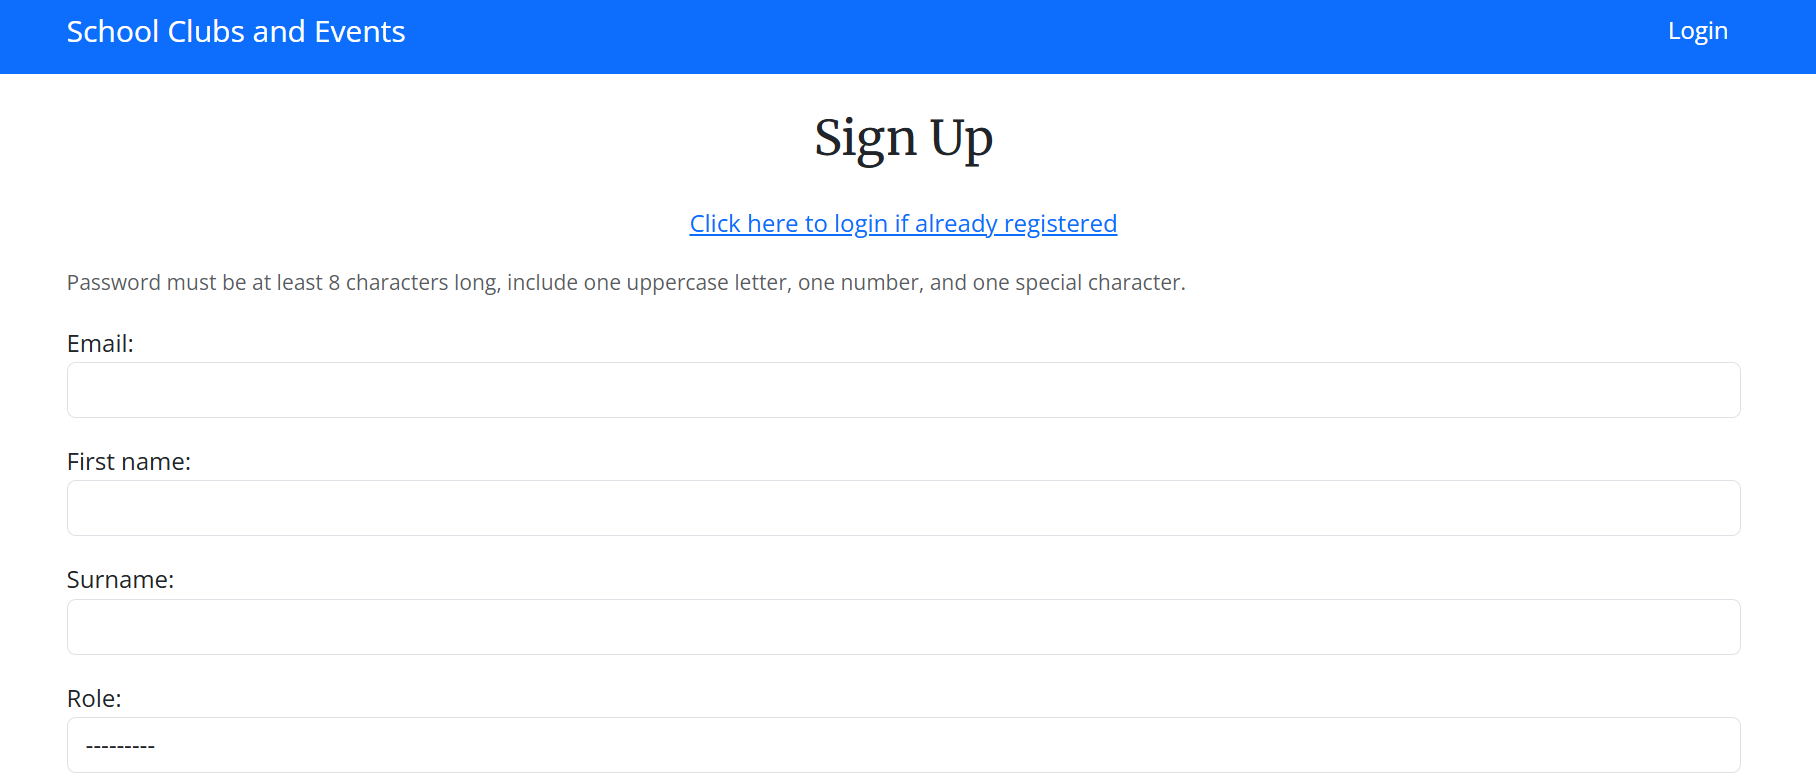 School Clubs and Events
Login
Sign Up
Click here to login if already registered
Password must be at least 8 characters long, include one uppercase letter, one number, and one special character.
Email:
First name:
Surname:
Role:
---------